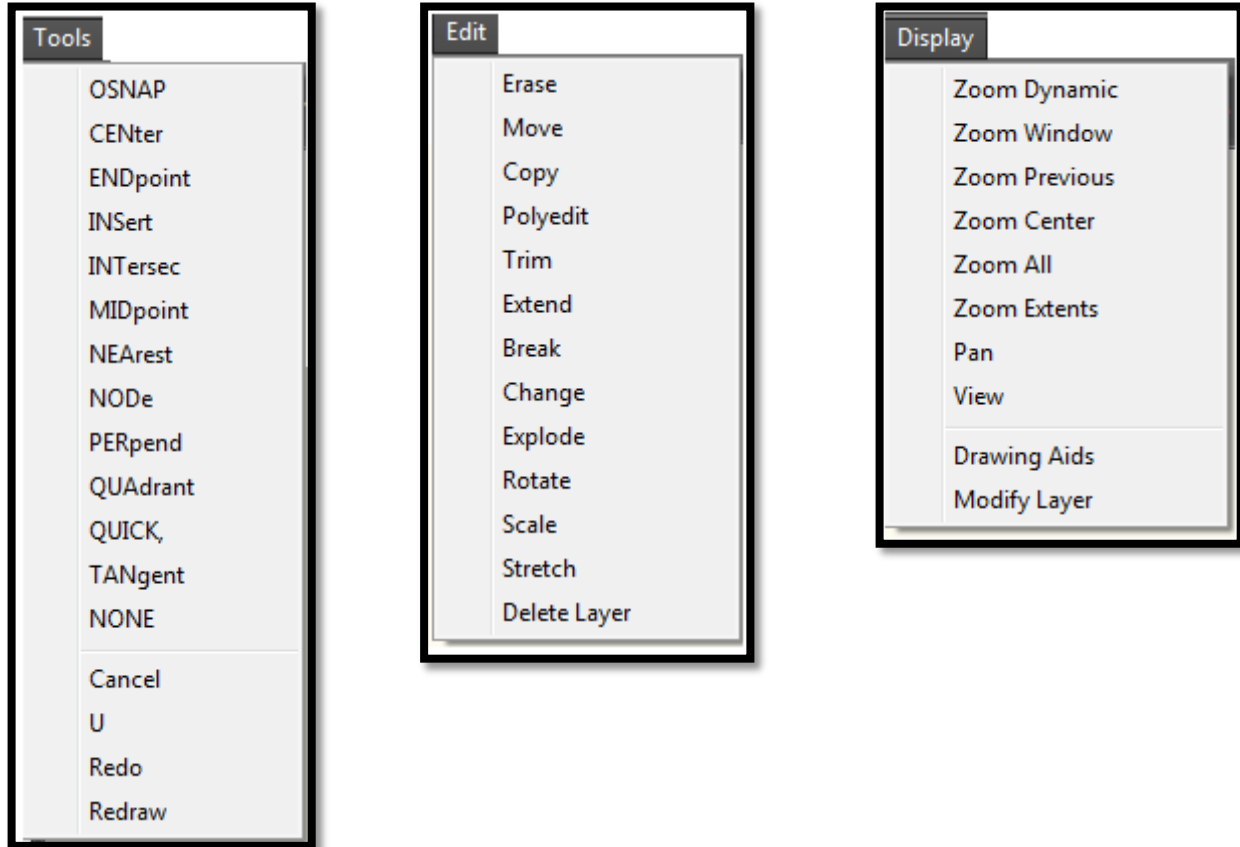 Tools
OSNAP
CENter
ENDpoint
INSert
INTersec
MIDpoint
NEArest
NODe
PERpend
QUAdrant
QUICK,
TANgent
NONE
Cancel
U
Redo
Redraw
Edit
Erase
Move
Copy
Polyedit
Trim
Extend
Break
Change
Explode
Rotate
Scale
Stretch
Delete Layer
Display
Zoom Dynamic
Zoom Window
Zoom Previous
Zoom Center
Zoom All
Zoom Extents
Pan
View
Drawing Aids
Modify Layer